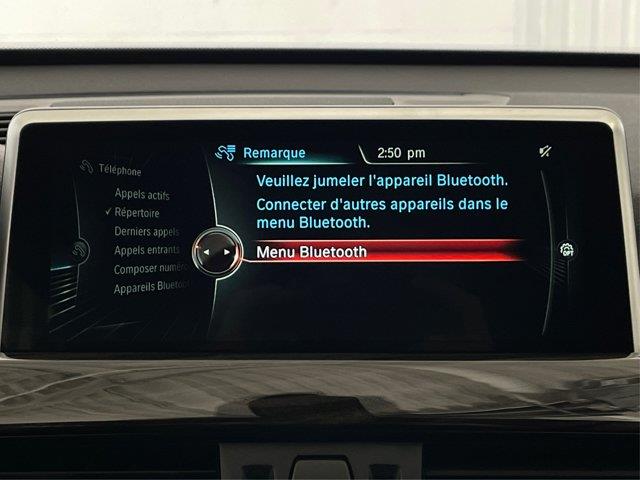 Remarque
2:50 pm
Téléphone
Appels actifs
✓ Répertoire
Derniers appels
Appels entrants
Composer numéro
Appareils Bluetoot
Veuillez jumeler l'appareil Bluetooth.
Connecter d'autres appareils dans le
menu Bluetooth.
Menu Bluetooth
OPT